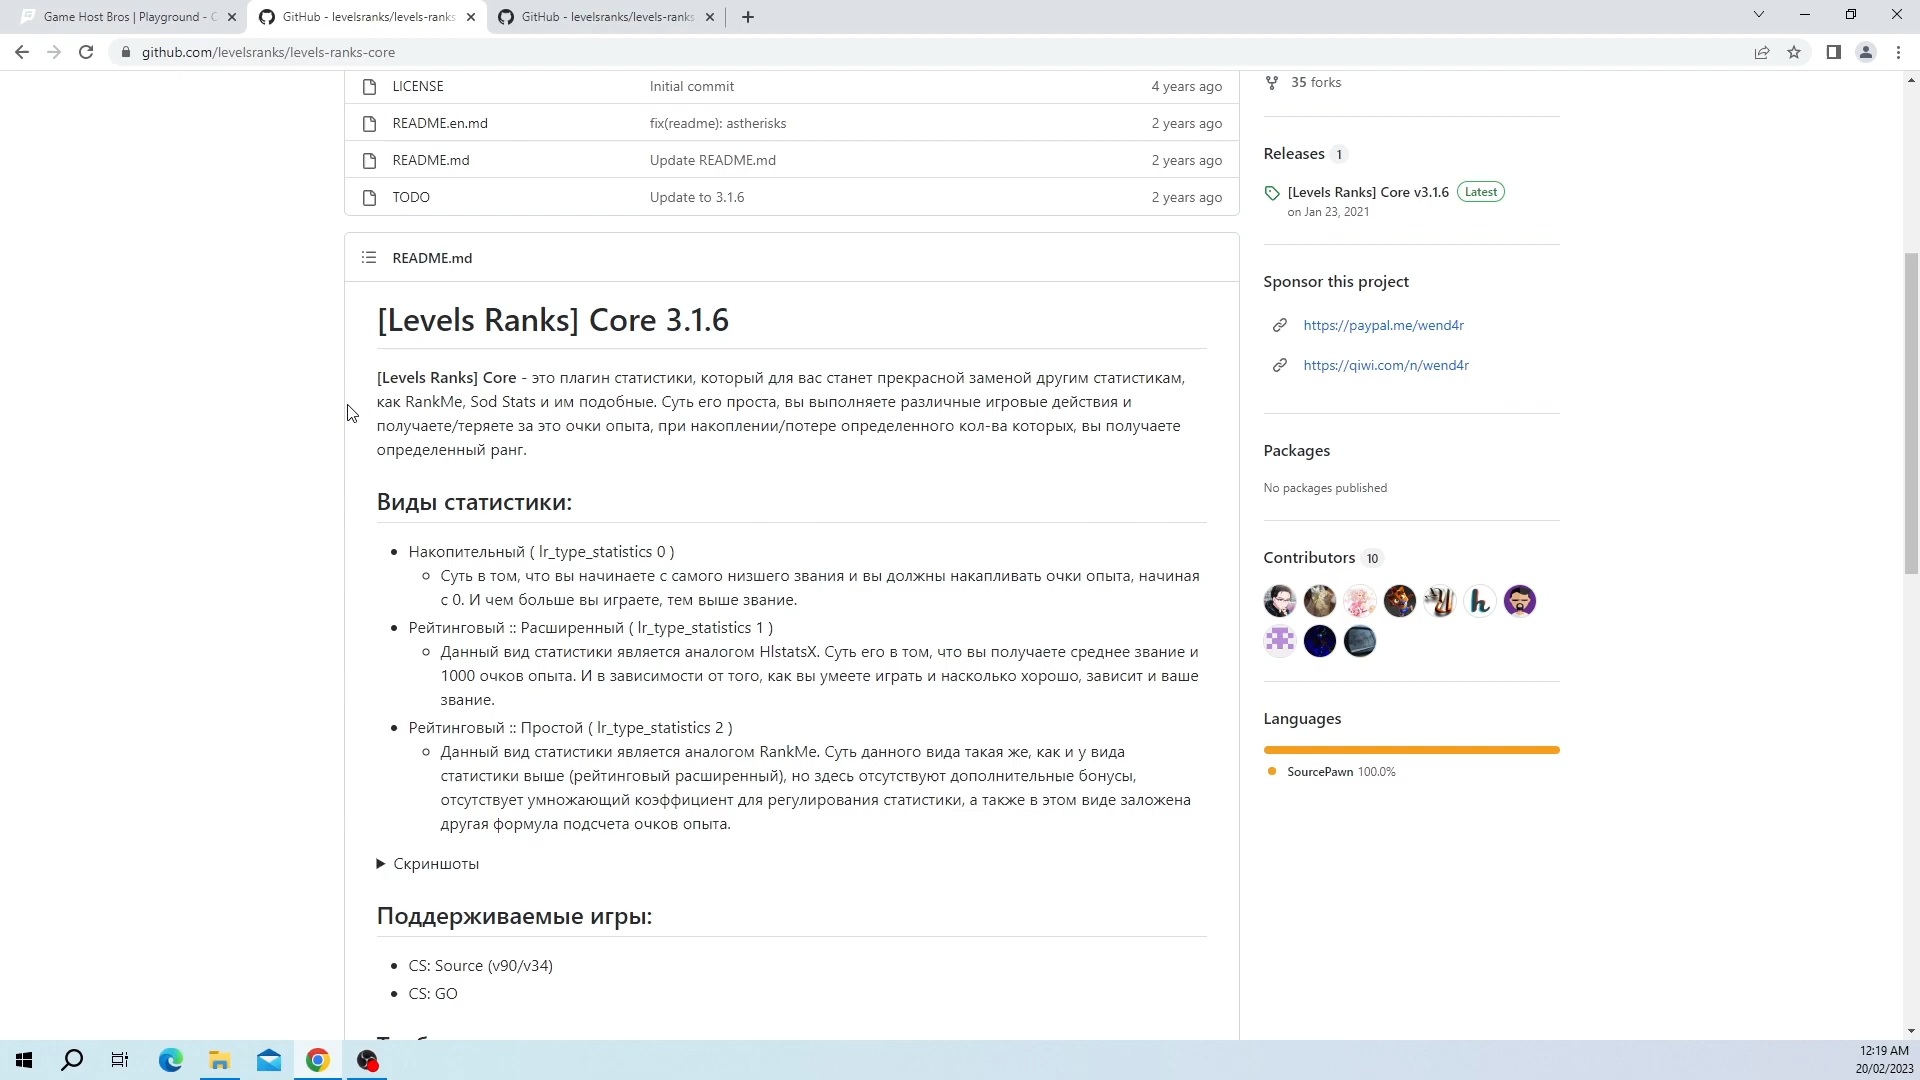 Game Host Bros | Playground - C
GitHub - levelsranks/levels-ranks
GitHub - levelsranks/levels-ranks
github.com/levelsranks/levels-ranks-core
LICENSE Initial commit 4 years ago
README.en.md fix(readme): astherisks 2 years ago
README.md Update README.md 2 years ago
TODO Update to 3.1.6 2 years ago
README.md
[Levels Ranks] Core 3.1.6
[Levels Ranks] Core - это плагин статистики, который для вас станет прекрасной заменой другим статистикам,
как RankMe, Sod Stats и им подобные. Суть его проста, вы выполняете различные игровые действия и
получаете/теряете за это очки опыта, при накоплении/потере определенного кол-ва которых, вы получаете
определенный ранг.
Виды статистики:
Накопительный ( lr_type_statistics 0 )
Суть в том, что вы начинаете с самого низшего звания и вы должны накапливать очки опыта, начиная
с 0. И чем больше вы играете, тем выше звание.
Рейтинговый :: Расширенный ( lr_type_statistics 1 )
Данный вид статистики является аналогом HlstatsX. Суть его в том, что вы получаете среднее звание и
1000 очков опыта. И в зависимости от того, как вы умеете играть и насколько хорошо, зависит и ваше
звание.
Рейтинговый :: Простой ( lr_type_statistics 2 )
Данный вид статистики является аналогом RankMe. Суть данного вида такая же, как и у вида
статистики выше (рейтинговый расширенный), но здесь отсутствуют дополнительные бонусы,
отсутствует умножающий коэффициент для регулирования статистики, а также в этом виде заложена
другая формула подсчета очков опыта.
Скриншоты
Поддерживаемые игры:
CS: Source (v90/v34)
CS: GO
35 forks
Releases 1
[Levels Ranks] Core v3.1.6 Latest
on Jan 23, 2021
Sponsor this project
https://paypal.me/wend4r
https://qiwi.com/n/wend4r
Packages
No packages published
Contributors 10
Languages
SourcePawn 100.0%
12:19 AM
20/02/2023